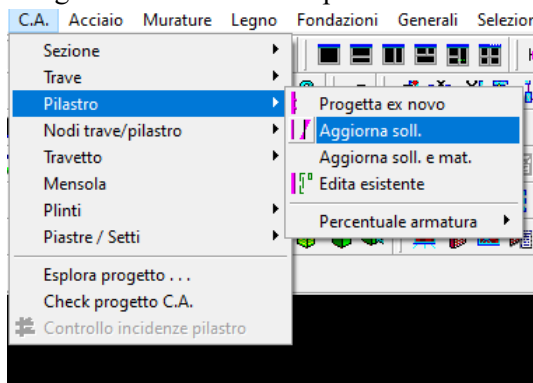 C.A. Acciaio Murature Legno Fondazioni Generali Selezior
Sezione
Trave
Pilastro
Nodi trave/pilastro
Travetto
Mensola
Plinti
Piastre / Setti
Esplora progetto . . .
Check progetto C.A.
Controllo incidenze pilastro
Progetta ex novo
Aggiorna soll.
Aggiorna soll. e mat.
Edita esistente
Percentuale armatura